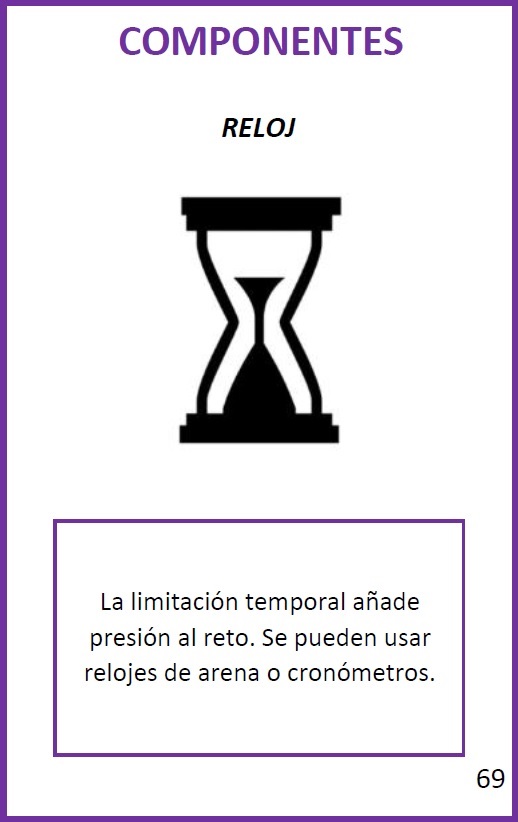 COMPONENTES
RELOJ
La limitación temporal añade
presión al reto. Se pueden usar
relojes de arena o cronómetros.
69